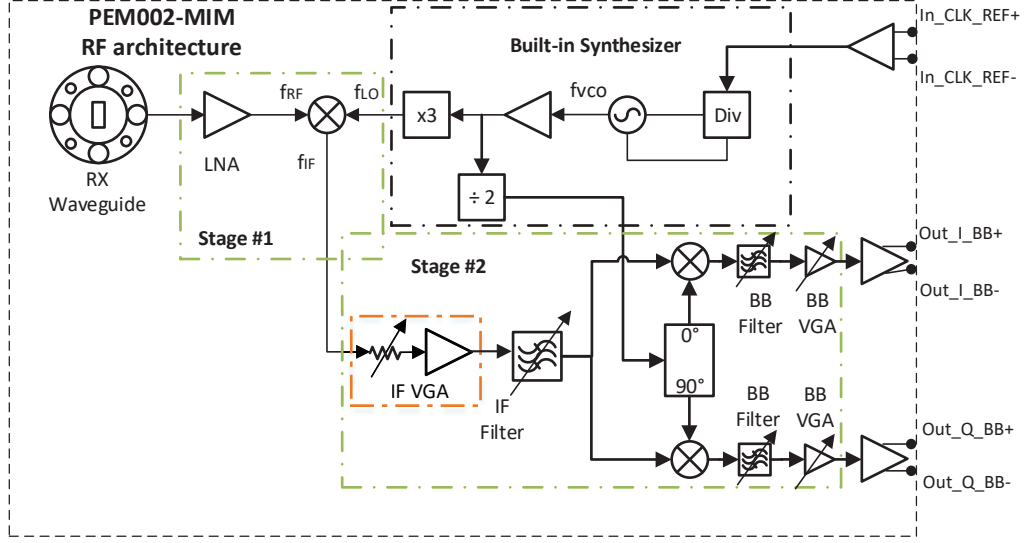 PEM002-MIM
RF architecture
RX
Waveguide
LNA
fRF
fLO
fIF
Stage #1
Built-in Synthesizer
x3
fVCO
Div
÷ 2
In_CLK_REF+
In_CLK_REF-
Stage #2
IF VGA
IF
Filter
0°
90°
BB
Filter
BB
VGA
BB
Filter
BB
VGA
Out_I_BB+
Out_I_BB-
Out_Q_BB+
Out_Q_BB-